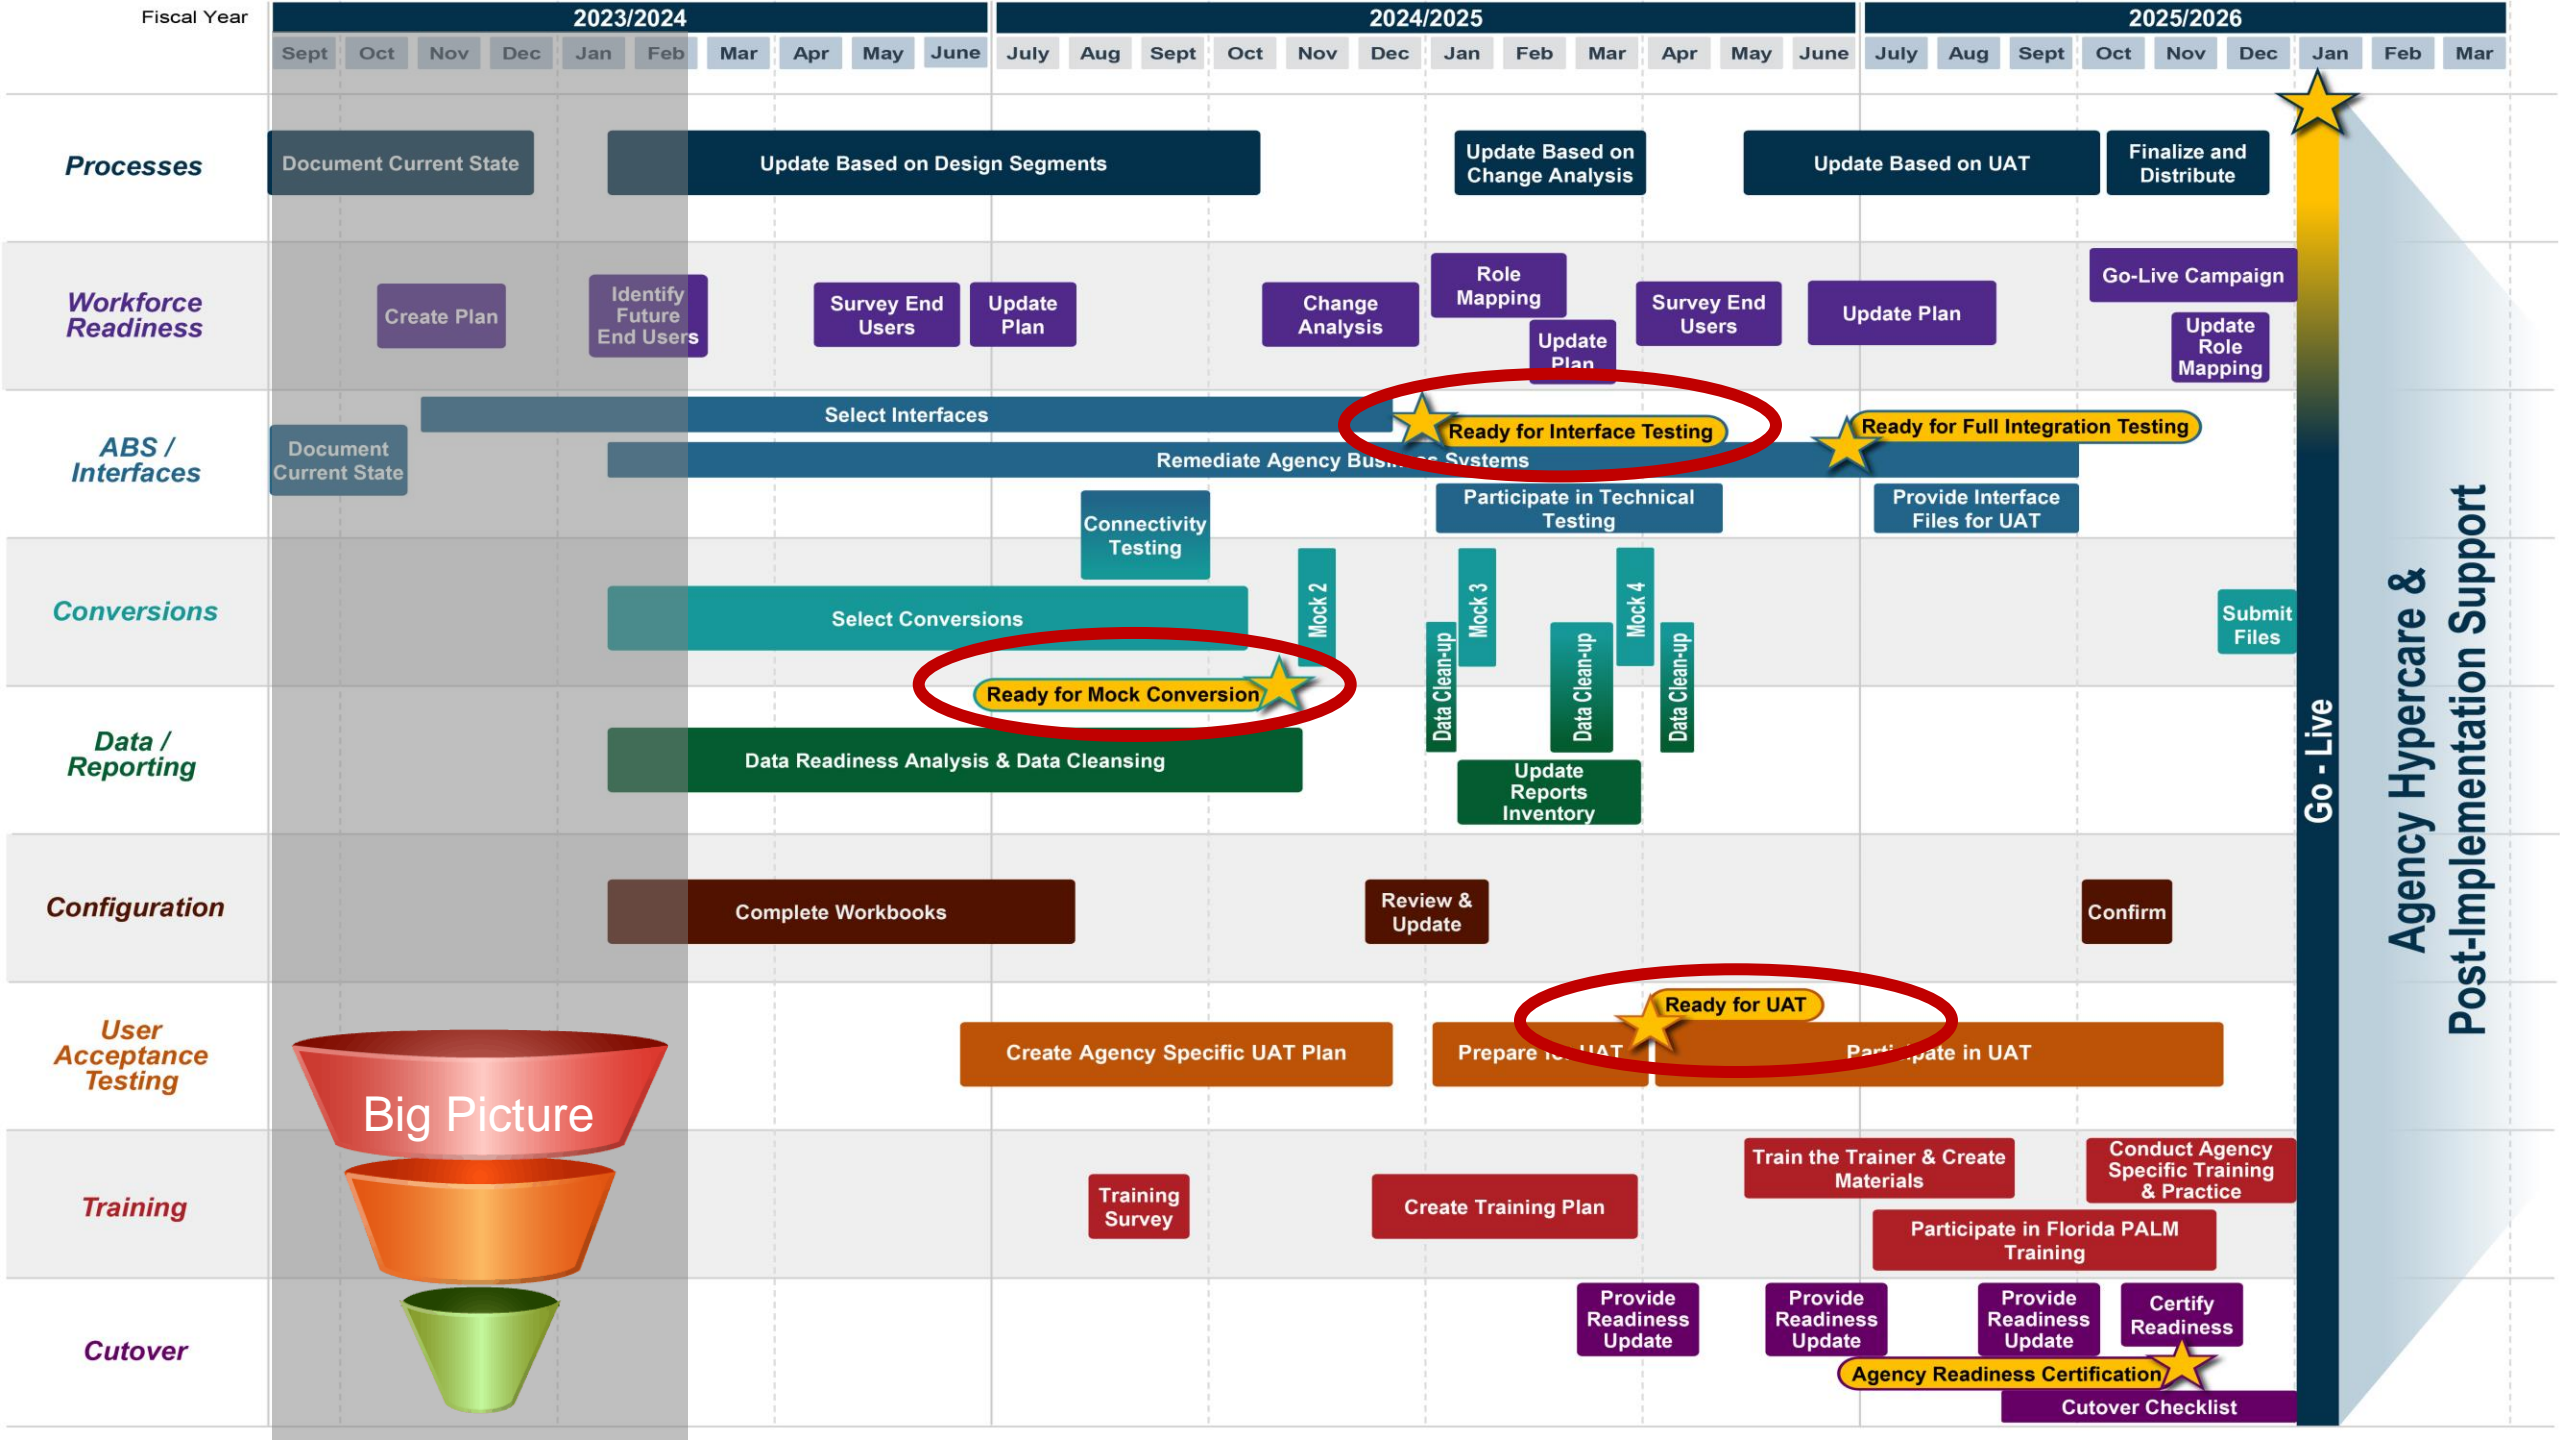 Fiscal Year
2023/2024
2024/2025
2025/2026
Sept Oct Nov Dec Jan Feb Mar Apr May June July Aug Sept Oct Nov Dec Jan Feb Mar Apr May June July Aug Sept Oct Nov Dec Jan Feb Mar
Processes
Document Current State
Update Based on Design Segments
Update Based on
Change Analysis
Update Based on UAT
Finalize and
Distribute
Workforce
Readiness
Create Plan
Identify
Future
End Users
Survey End
Users
Update
Plan
Change
Analysis
Role
Mapping
Update
Plan
Survey End
Users
Update Plan
Go-Live Campaign
Update
Role
Mapping
ABS /
Interfaces
Document
Current State
Select Interfaces
Ready for Interface Testing
Ready for Full Integration Testing
Remediate Agency Business Systems
Connectivity
Testing
Participate in Technical
Testing
Provide Interface
Files for UAT
Conversions
Select Conversions
Mock 2
Mock 3
Mock 4
Submit
Files
Ready for Mock Conversion
Data Clean-up
Data Clean-up
Data Clean-up
Data /
Reporting
Data Readiness Analysis & Data Cleansing
Update
Reports
Inventory
Configuration
Complete Workbooks
Review &
Update
Confirm
User
Acceptance
Testing
Ready for UAT
Create Agency Specific UAT Plan
Prepare for UAT
Participate in UAT
Big Picture
Training
Training
Survey
Create Training Plan
Train the Trainer & Create
Materials
Conduct Agency
Specific Training
& Practice
Participate in Florida PALM
Training
Cutover
Provide
Readiness
Update
Provide
Readiness
Update
Provide
Readiness
Update
Certify
Readiness
Agency Readiness Certification
Cutover Checklist
Go - Live
Agency Hypercare &
Post-Implementation Support